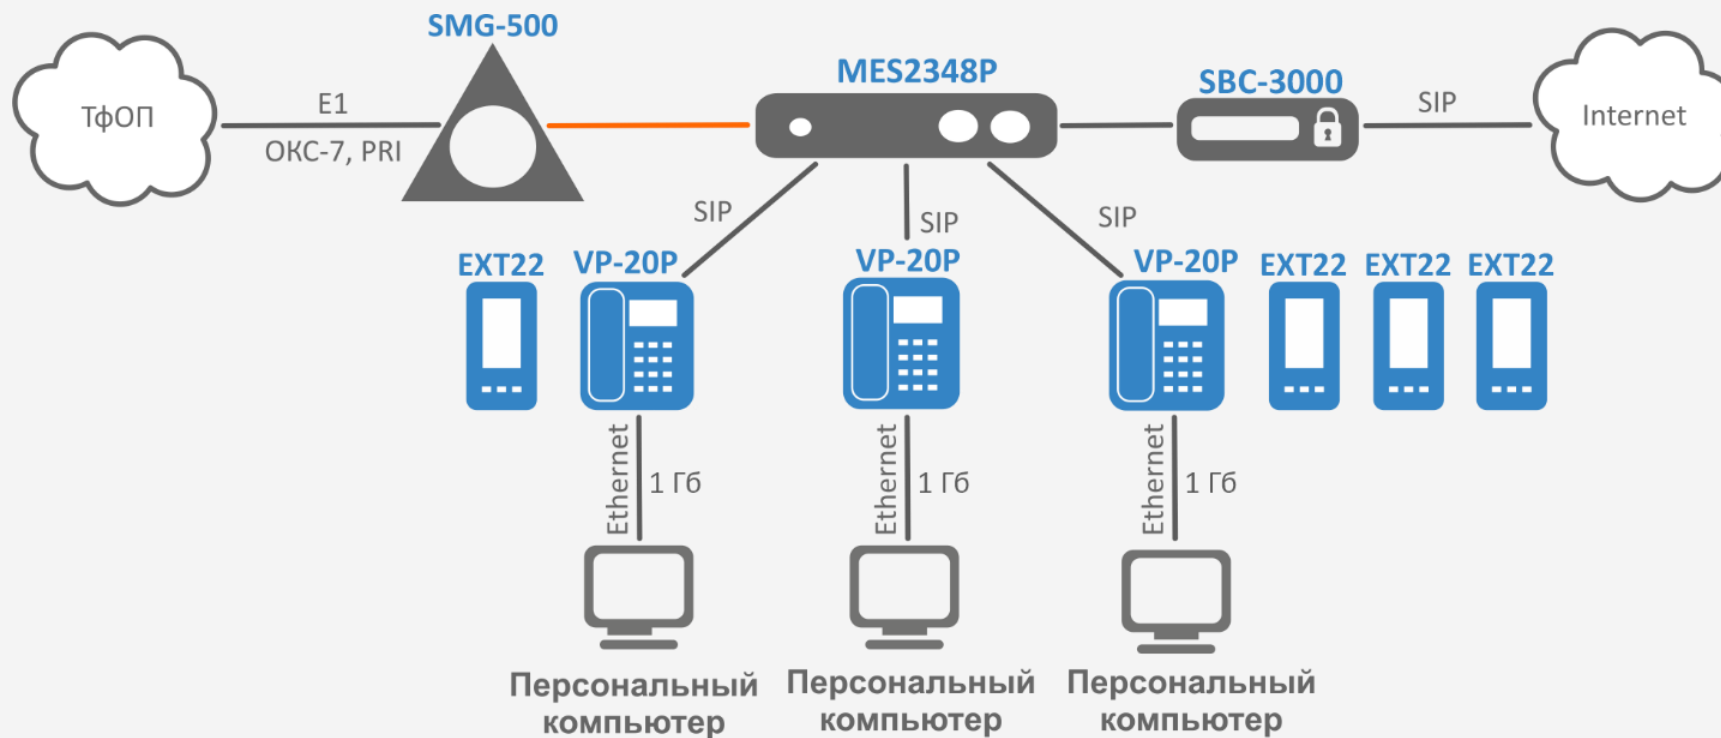 SMG-500
MES2348P
SBC-3000
ТфОП
E1
ОКС-7, PRI
SIP
Internet
SIP
SIP
SIP
EXT22
VP-20P
VP-20P
VP-20P
EXT22
EXT22
EXT22
Ethernet
1 Гб
Ethernet
1 Гб
Ethernet
1 Гб
Персональный
компьютер
Персональный
компьютер
Персональный
компьютер